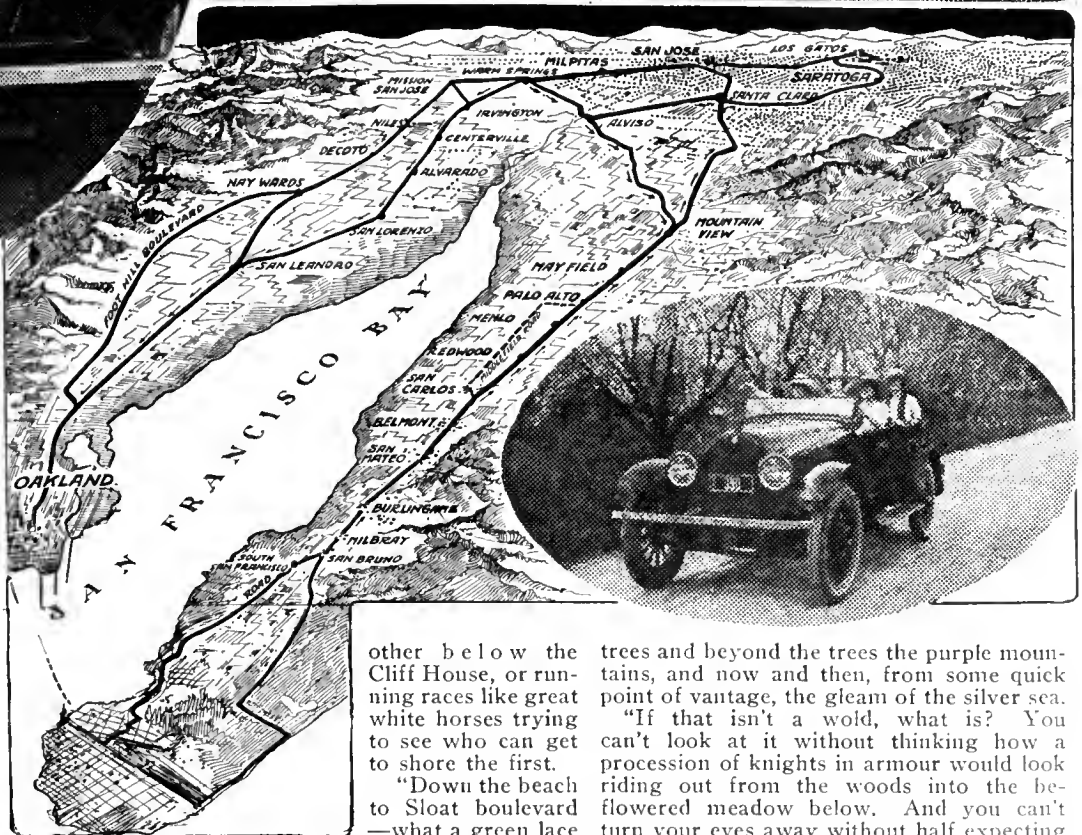 SAN JOSE
LOS GATOS
MILPITAS
WARM SPRINGS
SARATOGA
MISSION
SAN JOSE
SANTA CLARA
IRVINGTON
NILES
ALVISO
CENTERVILLE
DECOTO
ALVARADO
HAYWARDS
FOOT HILL BOULEVARD
SAN LORENZO
MOUNTAIN
VIEW
SAN LEANDRO
MAYFIELD
PALO ALTO
MENLO
MIDDLEFIELD ROAD
REDWOOD
SAN
CARLOS
AN FRANCISCO BAY
BELMONT
SAN
MATEO
OAKLAND
BURLINGAME
MILBRAY
SOUTH
SAN FRANCISCO
SAN BRUNO
ROAD
other below the
Cliff House, or run-
ning races like great
white horses trying
to see who can get
to shore the first.
"Down the beach
to Sloat boulevard
—what a green lace
trees and beyond the trees the purple moun-
tains, and now and then, from some quick
point of vantage, the gleam of the silver sea.
"If that isn't a wold, what is? You
can't look at it without thinking how a
procession of knights in armour would look
riding out from the woods into the be-
flowered meadow below. And you can't
turn your eyes away without half expecting